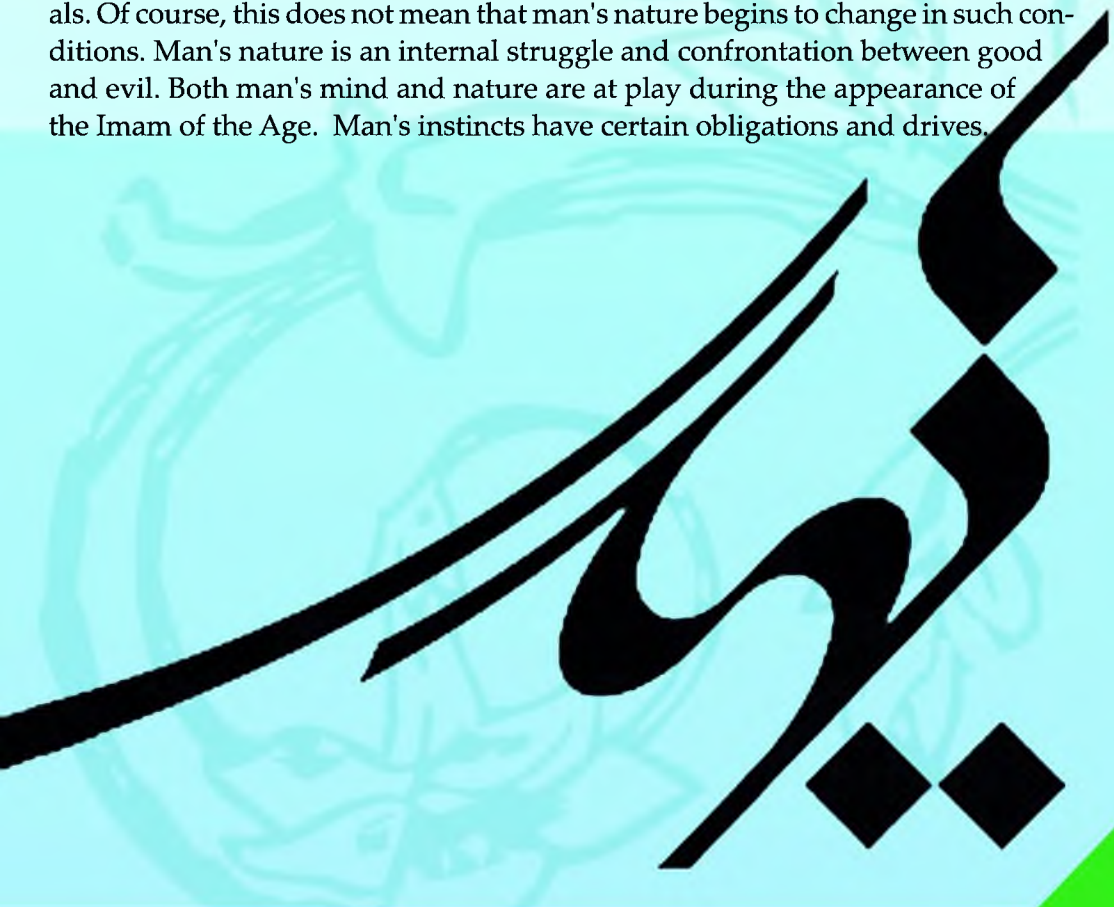 als. Of course, this does not mean that man's nature begins to change in such con-
ditions. Man's nature is an internal struggle and confrontation between good
and evil. Both man's mind and nature are at play during the appearance of
the Imam of the Age.  Man's instincts have certain obligations and drives.